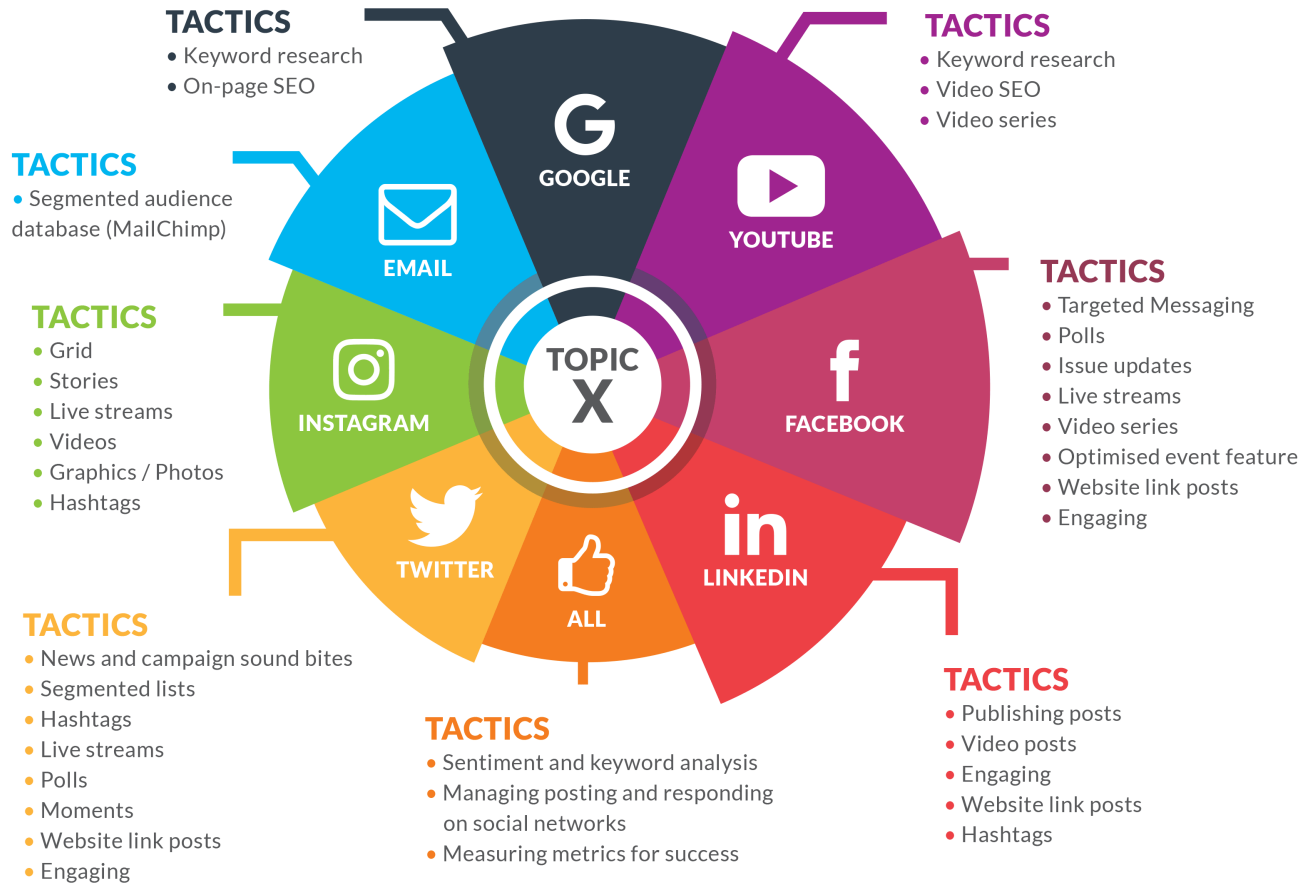 TACTICS
• Keyword research
• On-page SEO
TACTICS
• Keyword research
• Video SEO
• Video series
TACTICS
• Segmented audience
database (MailChimp)
GOOGLE
YOUTUBE
EMAIL
TACTICS
• Targeted Messaging
• Polls
• Issue updates
• Live streams
• Video series
• Optimised event feature
• Website link posts
• Engaging
TACTICS
• Grid
• Stories
• Live streams
• Videos
• Graphics / Photos
• Hashtags
INSTAGRAM
TOPIC
X
f
FACEBOOK
TWITTER
ALL
in
LINKEDIN
TACTICS
• News and campaign sound bites
• Segmented lists
• Hashtags
• Live streams
• Polls
• Moments
• Website link posts
• Engaging
TACTICS
• Sentiment and keyword analysis
• Managing posting and responding
on social networks
• Measuring metrics for success
TACTICS
• Publishing posts
• Video posts
• Engaging
• Website link posts
• Hashtags